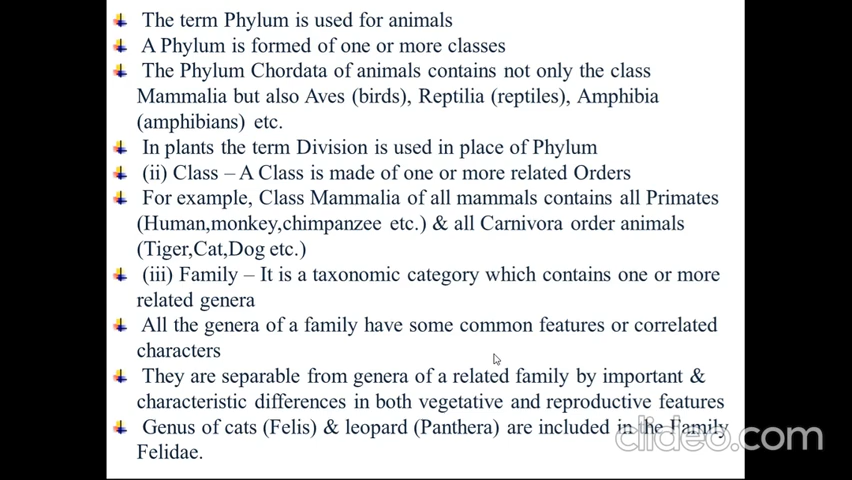 The term Phylum is used for animals
A Phylum is formed of one or more classes
The Phylum Chordata of animals contains not only the class
Mammalia but also Aves (birds), Reptilia (reptiles), Amphibia
(amphibians) etc.
In plants the term Division is used in place of Phylum
(ii) Class – A Class is made of one or more related Orders
For example, Class Mammalia of all mammals contains all Primates
(Human,monkey,chimpanzee etc.) & all Carnivora order animals
(Tiger,Cat,Dog etc.)
(iii) Family – It is a taxonomic category which contains one or more
related genera
All the genera of a family have some common features or correlated
characters
They are separable from genera of a related family by important &
characteristic differences in both vegetative and reproductive features
Genus of cats (Felis) & leopard (Panthera) are included in the Family
Felidae.
clideo.com